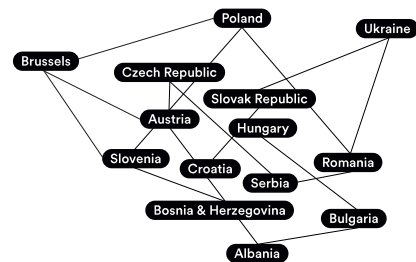 Poland
Ukraine
Brussels
Czech Republic
Slovak Republic
Austria
Hungary
Slovenia
Croatia
Romania
Serbia
Bosnia & Herzegovina
Bulgaria
Albania